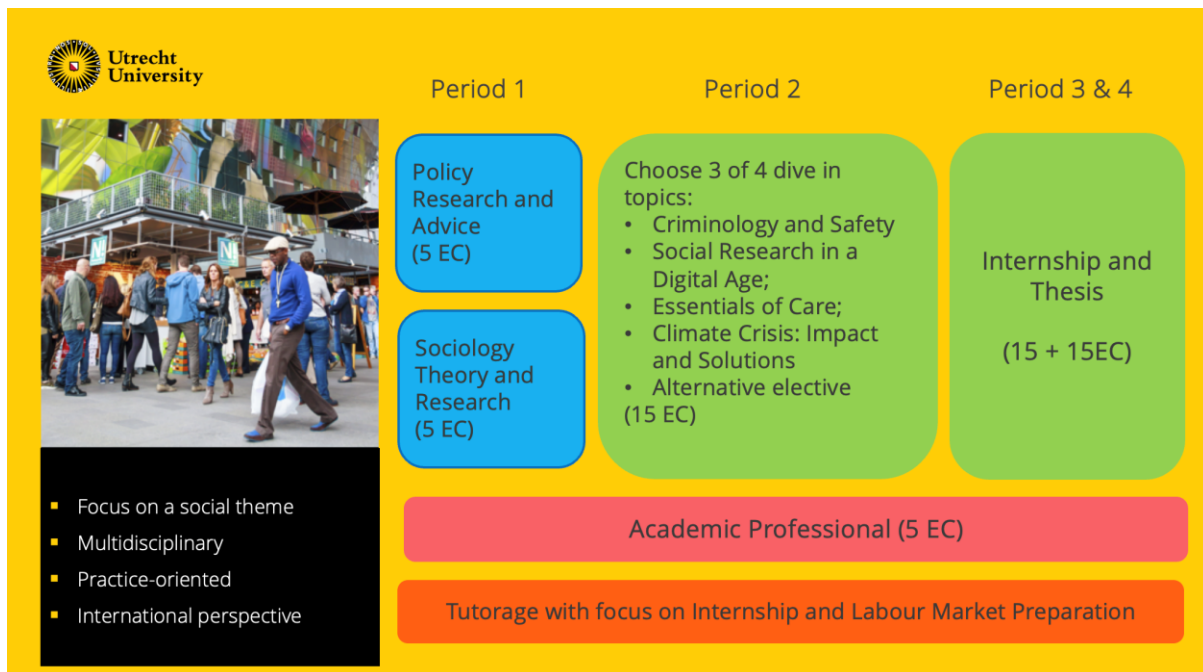 Utrecht
University
Period 1
Period 2
Period 3 & 4
Policy
Research and
Advice
(5 EC)
Sociology
Theory and
Research
(5 EC)
Choose 3 of 4 dive in
topics:
• Criminology and Safety
• Social Research in a
Digital Age;
• Essentials of Care;
• Climate Crisis: Impact
and Solutions
• Alternative elective
(15 EC)
Internship and
Thesis
(15 + 15EC)
Academic Professional (5 EC)
Tutorage with focus on Internship and Labour Market Preparation
▪ Focus on a social theme
▪ Multidisciplinary
▪ Practice-oriented
▪ International perspective